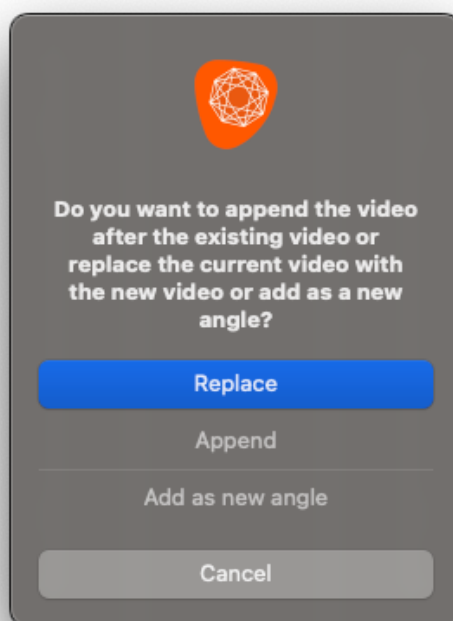 Do you want to append the video
after the existing video or
replace the current video with
the new video or add as a new
angle?
Replace
Append
Add as new angle
Cancel